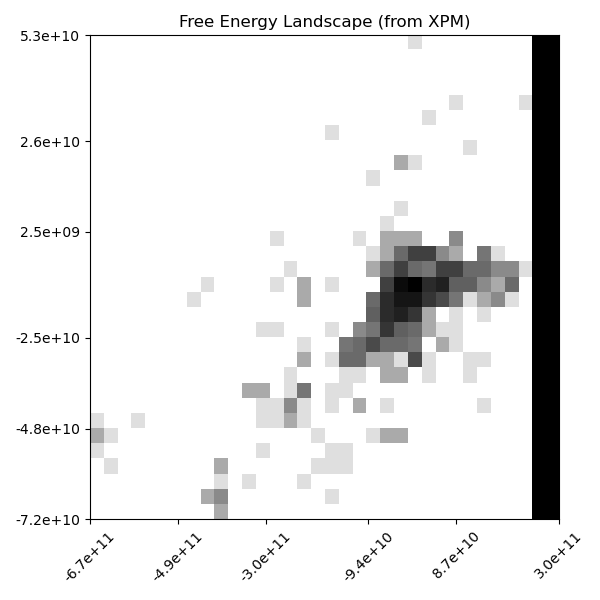 Free Energy Landscape (from XPM)
5.3e+10
2.6e+10
2.5e+09
-2.5e+10
-4.8e+10
-7.2e+10
-6.7e+11
-4.9e+11
-3.0e+11
-9.4e+10
8.7e+10
3.0e+11